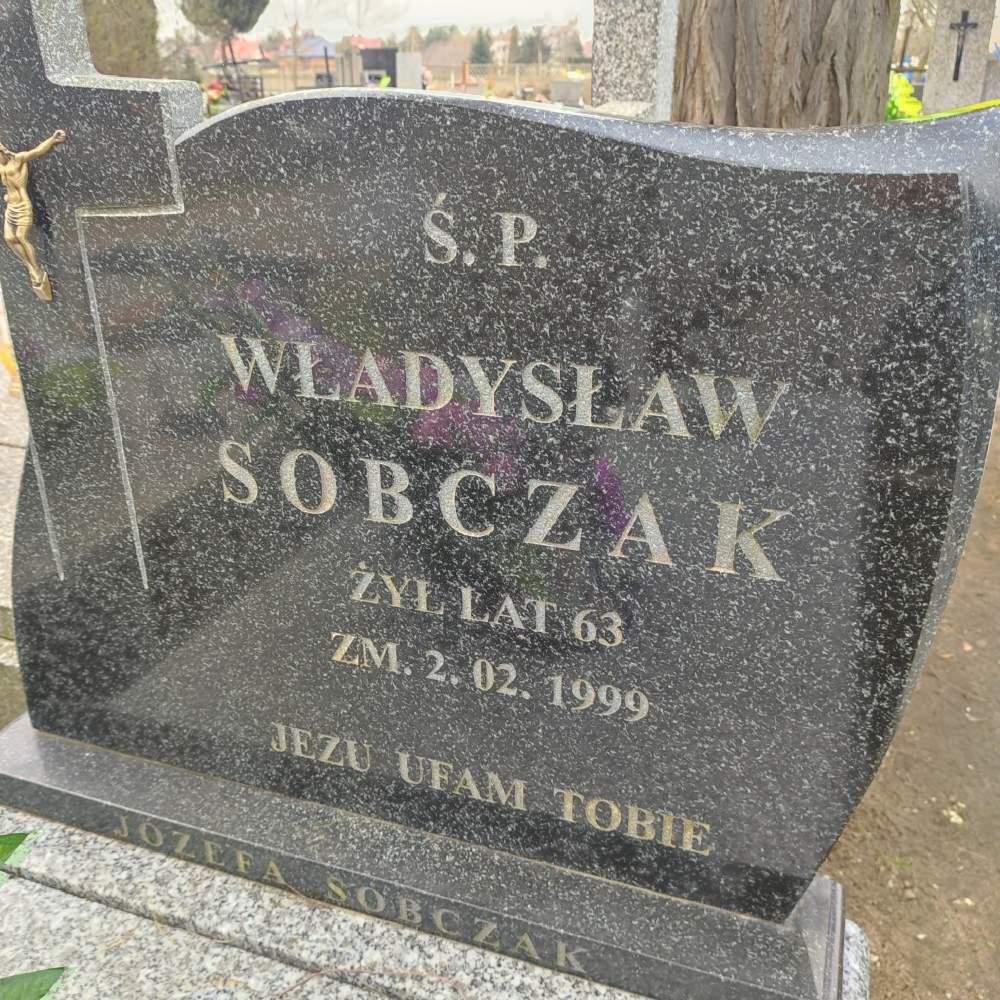 Ś. P.
WŁADYSŁAW
SOBCZAK
ŻYŁ LAT 63
ZM. 2. 02. 1999
JEZU UFAM TOBIE
JÓZEFA SOBCZAK